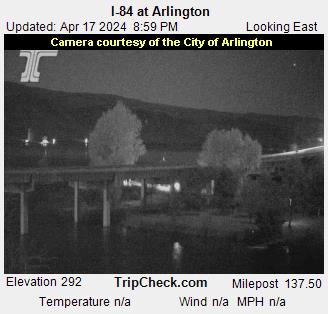 I-84 at Arlington
Updated: Apr 17 2024 8:59 PM Looking East
Camera courtesy of the City of Arlington
Elevation 292 TripCheck.com Milepost 137.50
Temperature n/a Wind n/a MPH n/a